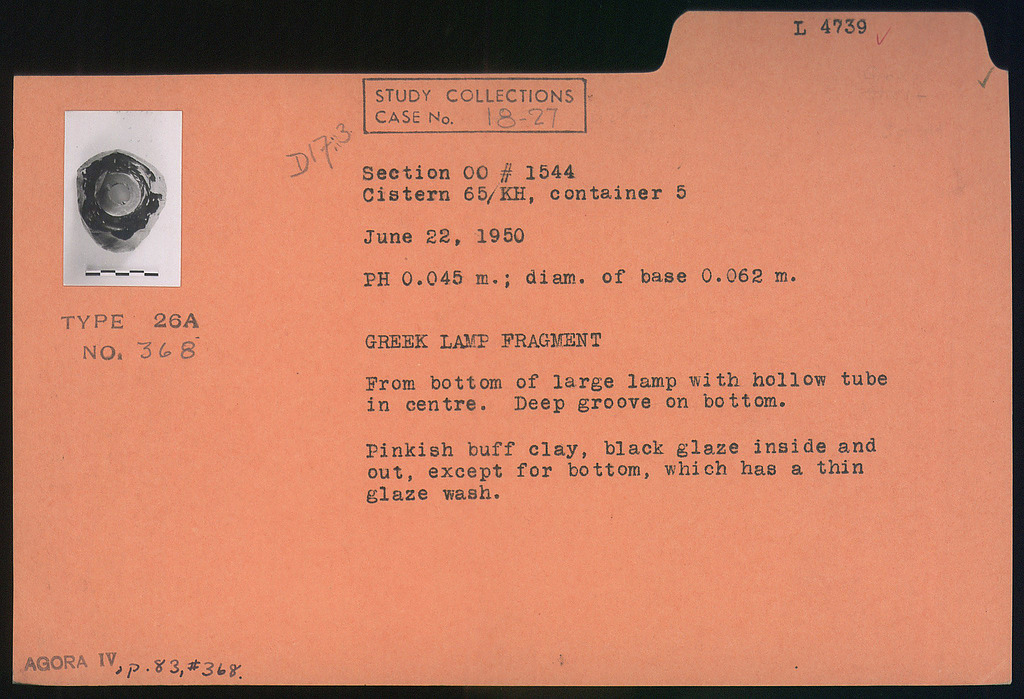 L 4739
STUDY COLLECTIONS
CASE No. 18-27
D17:3
Section OO # 1544
Cistern 65/KH, container 5
June 22, 1950
PH 0.045 m.; diam. of base 0.062 m.
TYPE 26A
NO. 368
GREEK LAMP FRAGMENT
From bottom of large lamp with hollow tube
in centre. Deep groove on bottom.
Pinkish buff clay, black glaze inside and
out, except for bottom, which has a thin
glaze wash.
AGORA IV, p. 83, #368.